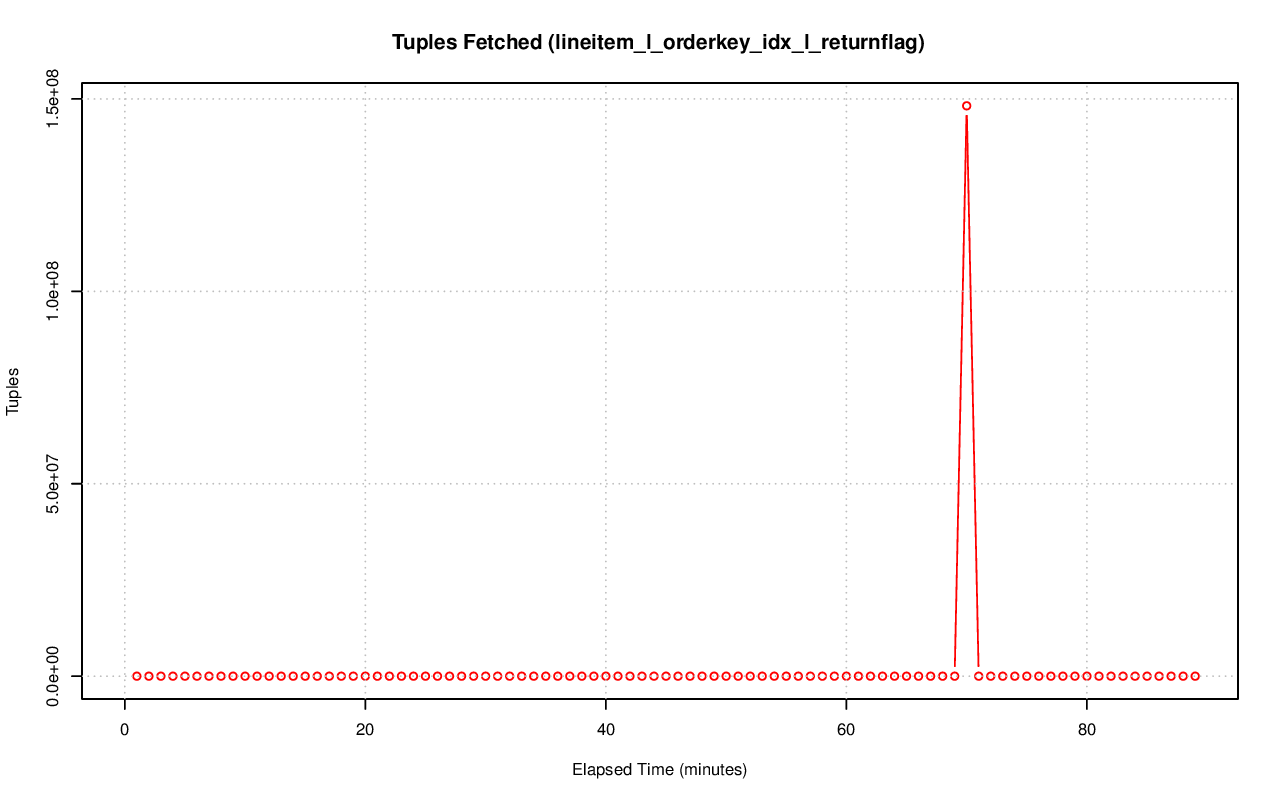 Tuples Fetched (lineitem_l_orderkey_idx_l_returnflag)
1.5e+08
1.0e+08
5.0e+07
0.0e+00
Tuples
0 20 40 60 80
Elapsed Time (minutes)